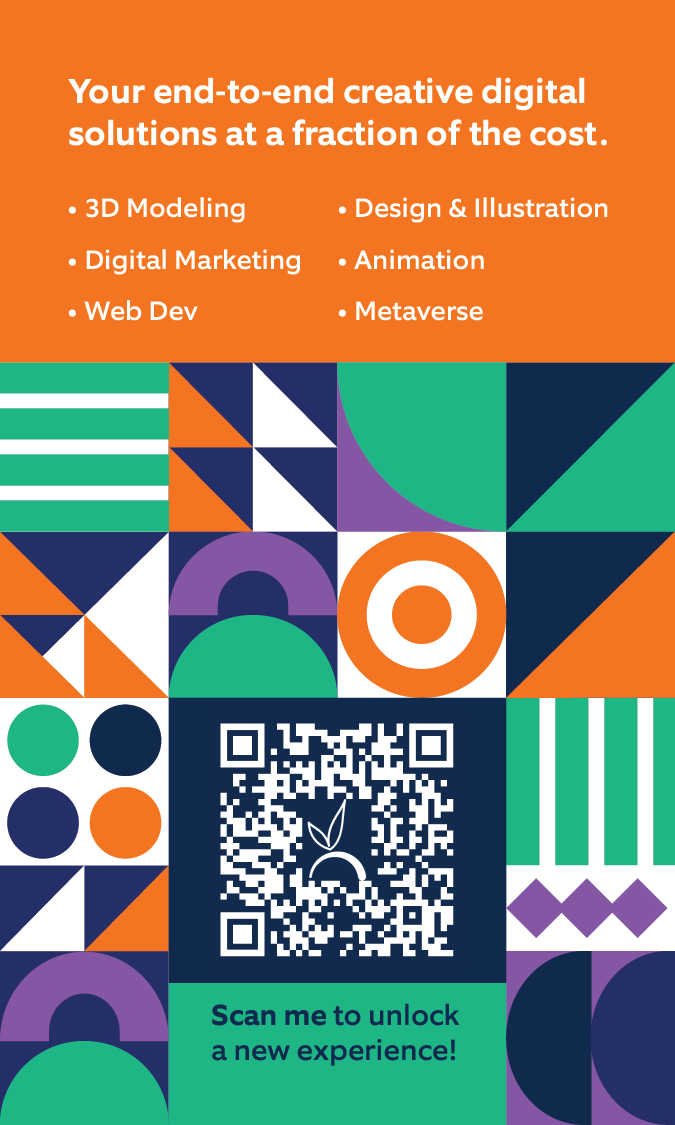 Your end-to-end creative digital
solutions at a fraction of the cost.
• 3D Modeling
• Digital Marketing
• Web Dev
• Design & Illustration
• Animation
• Metaverse
Scan me to unlock
a new experience!